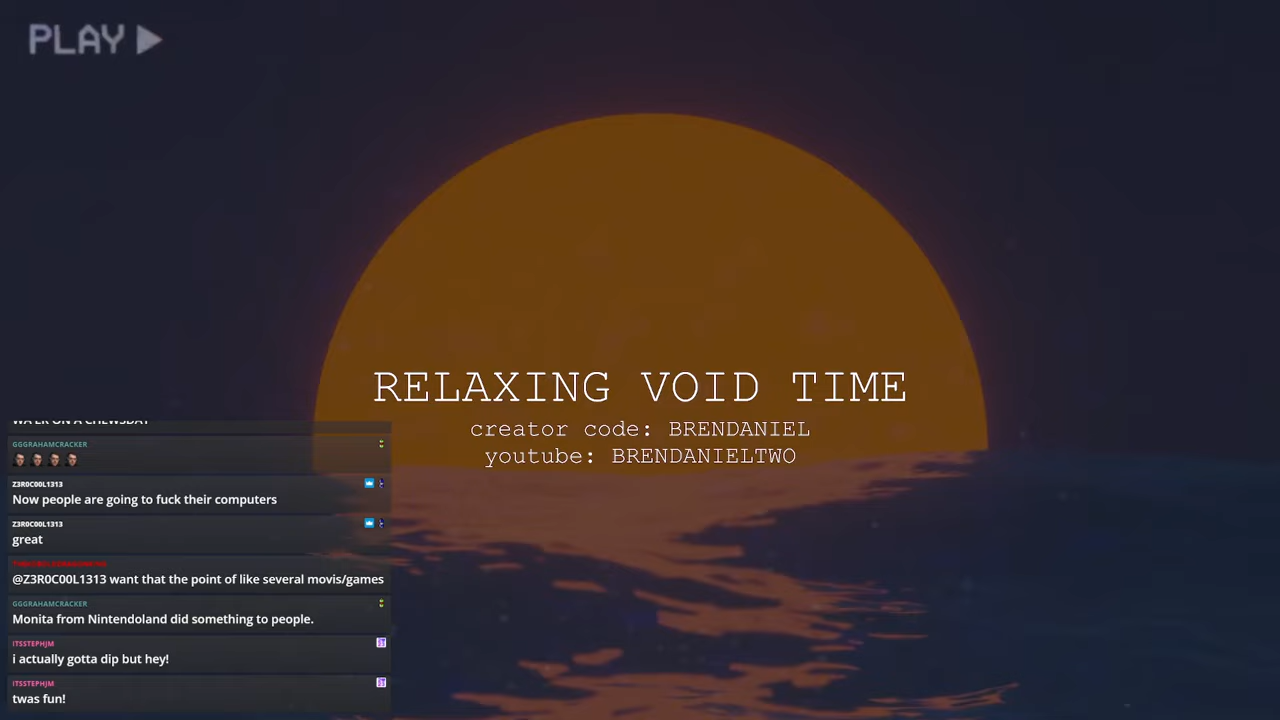 PLAY
RELAXING VOID TIME
creator code: BRENDANIEL
youtube: BRENDANIELTWO
GGGRAHAMCRACKER
Z3R0C00L1313
Now people are going to fuck their computers
Z3R0C00L1313
great
@Z3R0C00L1313 want that the point of like several movis/games
GGGRAHAMCRACKER
Monita from Nintendoland did something to people.
ITSSTEPHJM
i actually gotta dip but hey!
ITSSTEPHJM
twas fun!